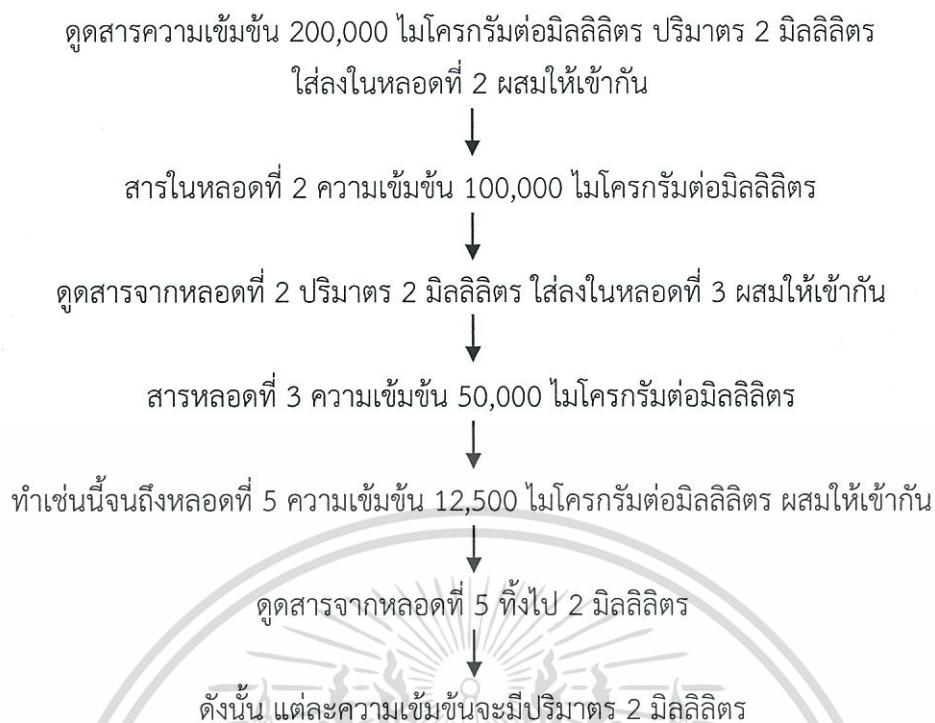 ดูดสารความเข้มข้น 200,000 ไมโครกรัมต่อมิลลิลิตร ปริมาตร 2 มิลลิลิตร
ใส่ลงในหลอดที่ 2 ผสมให้เข้ากัน
สารในหลอดที่ 2 ความเข้มข้น 100,000 ไมโครกรัมต่อมิลลิลิตร
ดูดสารจากหลอดที่ 2 ปริมาตร 2 มิลลิลิตร ใส่ลงในหลอดที่ 3 ผสมให้เข้ากัน
สารหลอดที่ 3 ความเข้มข้น 50,000 ไมโครกรัมต่อมิลลิลิตร
ทำเช่นนี้จนถึงหลอดที่ 5 ความเข้มข้น 12,500 ไมโครกรัมต่อมิลลิลิตร ผสมให้เข้ากัน
ดูดสารจากหลอดที่ 5 ทิ้งไป 2 มิลลิลิตร
ดังนั้น แต่ละความเข้มข้นจะมีปริมาตร 2 มิลลิลิตร